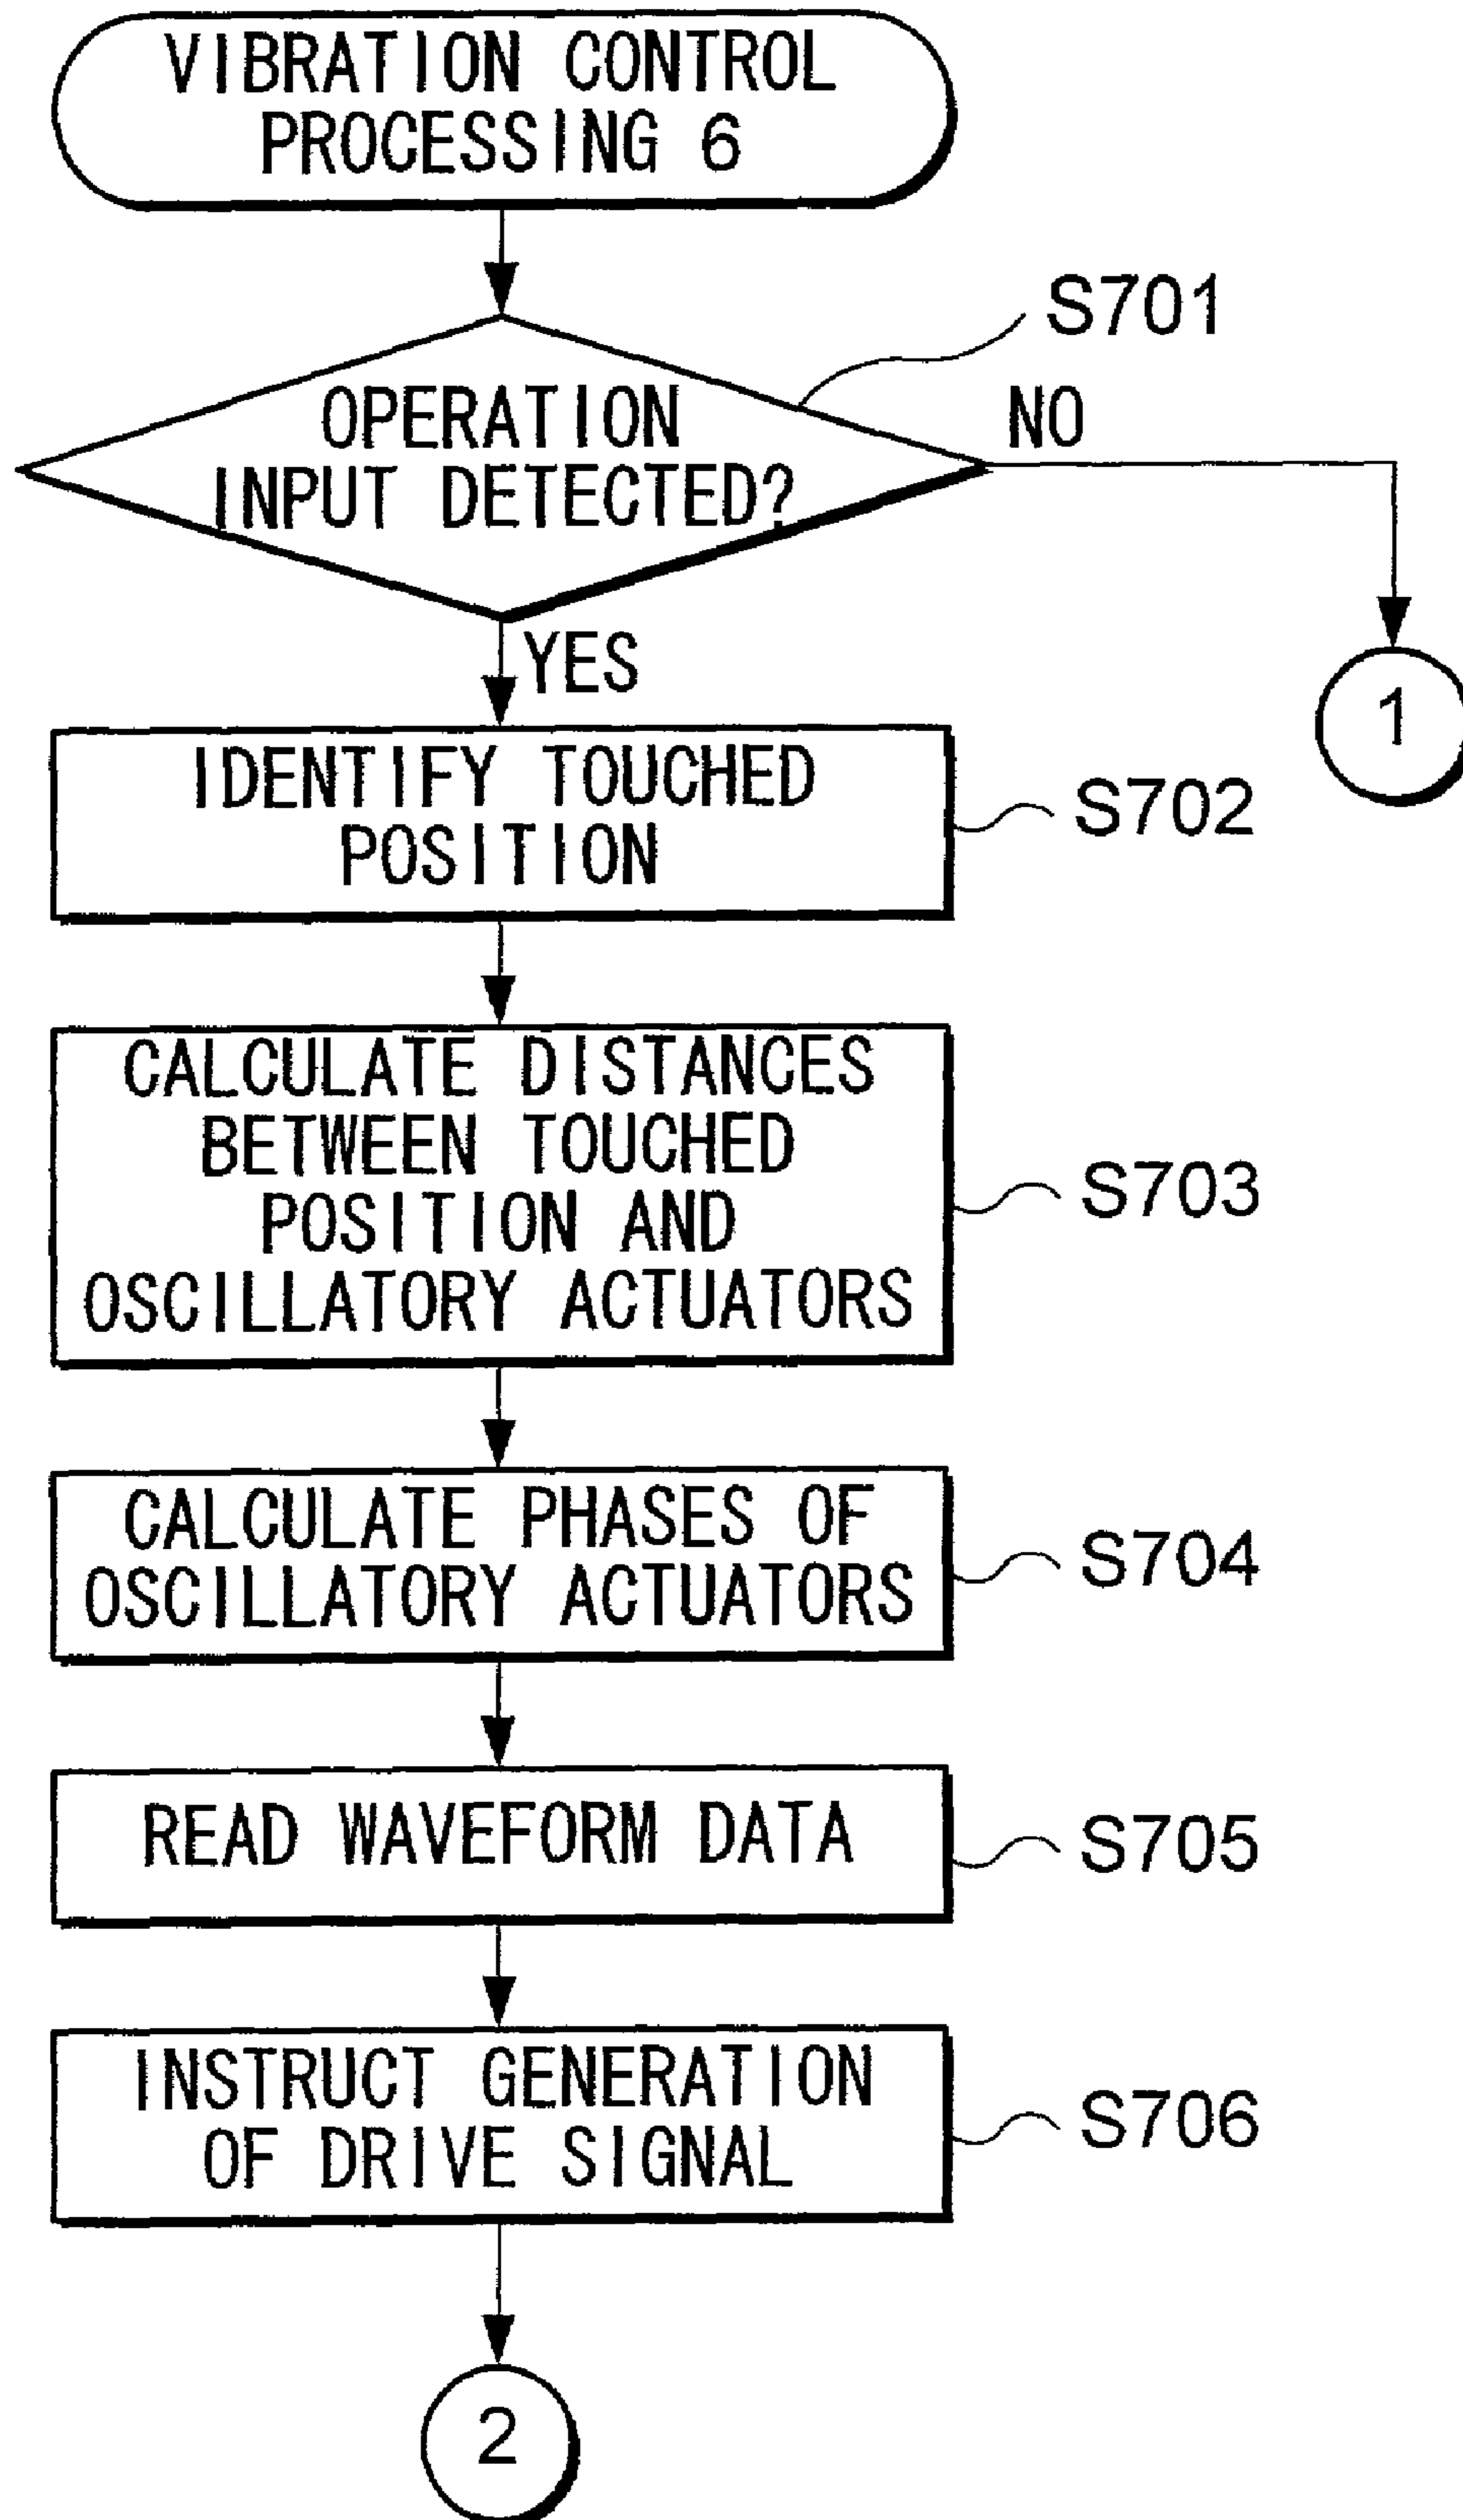 VIBRATION CONTROL
PROCESSING 6
S701
OPERATION
INPUT DETECTED?
NO
YES
1
IDENTIFY TOUCHED
POSITION
S702
CALCULATE DISTANCES
BETWEEN TOUCHED
POSITION AND
OSCILLATORY ACTUATORS
S703
CALCULATE PHASES OF
OSCILLATORY ACTUATORS
S704
READ WAVEFORM DATA
S705
INSTRUCT GENERATION
OF DRIVE SIGNAL
S706
2